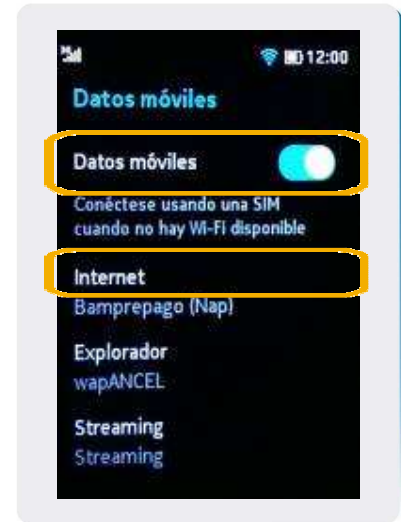 12:00
Datos móviles
Datos móviles
Conéctese usando una SIM
cuando no hay Wi-Fi disponible
Internet
Bamprepago (Nap)
Explorador
wapANCEL
Streaming
Streaming